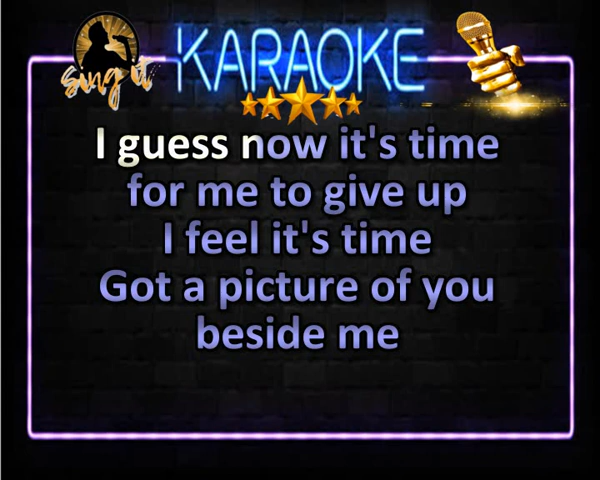 Sing it KARAOKE
I guess now it's time
for me to give up
I feel it's time
Got a picture of you
beside me